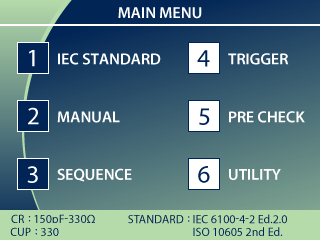 MAIN MENU
1 IEC STANDARD
4 TRIGGER
2 MANUAL
5 PRE CHECK
3 SEQUENCE
6 UTILITY
CR : 150pF-330Ω STANDARD : IEC 6100-4-2 Ed.2.0
CUP : 330 ISO 10605 2nd Ed.